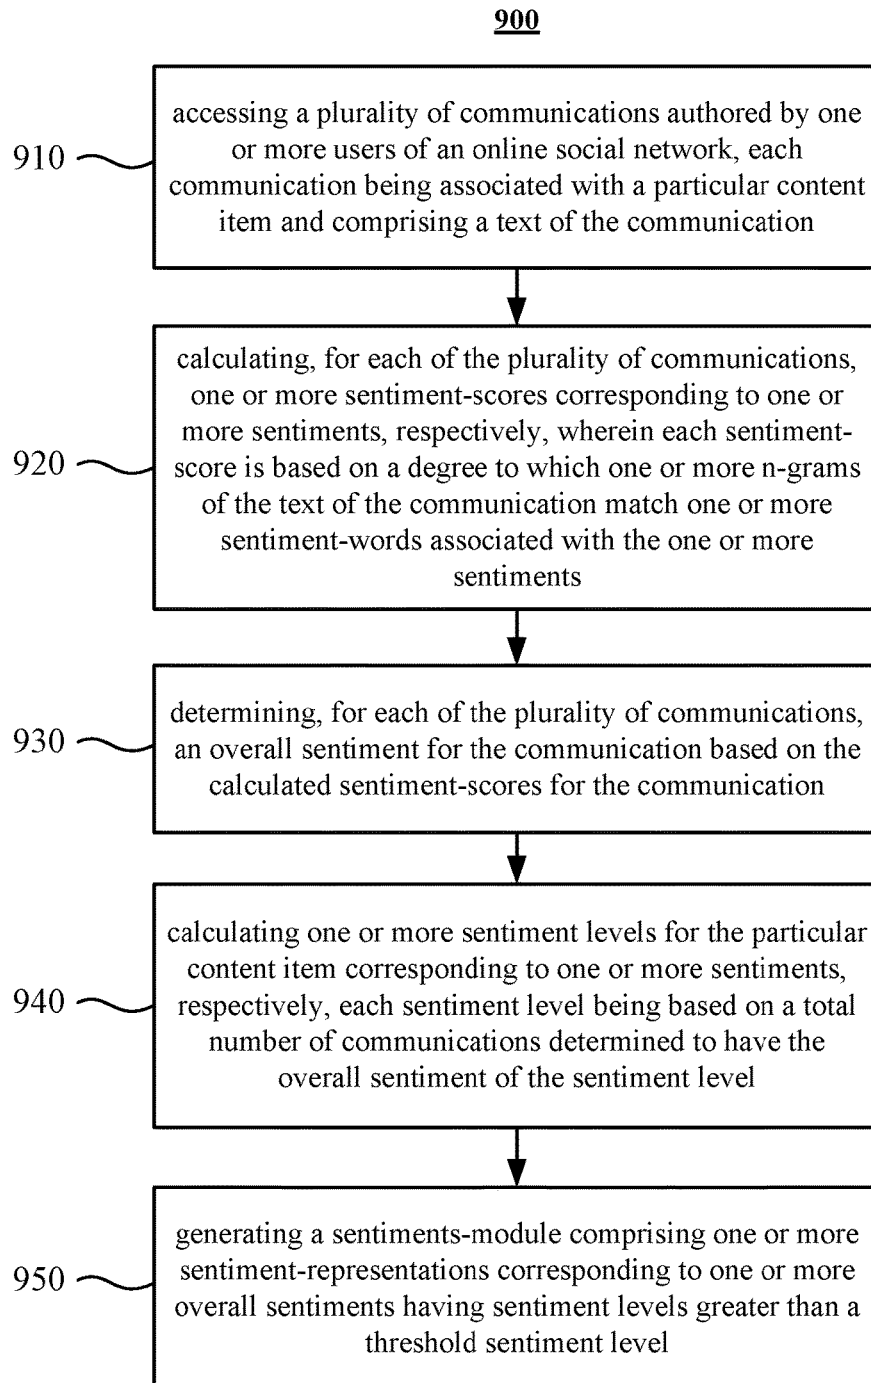 900
910
accessing a plurality of communications authored by one
or more users of an online social network, each
communication being associated with a particular content
item and comprising a text of the communication
920
calculating, for each of the plurality of communications,
one or more sentiment-scores corresponding to one or
more sentiments, respectively, wherein each sentiment-
score is based on a degree to which one or more n-grams
of the text of the communication match one or more
sentiment-words associated with the one or more
sentiments
930
determining, for each of the plurality of communications,
an overall sentiment for the communication based on the
calculated sentiment-scores for the communication
940
calculating one or more sentiment levels for the particular
content item corresponding to one or more sentiments,
respectively, each sentiment level being based on a total
number of communications determined to have the
overall sentiment of the sentiment level
950
generating a sentiments-module comprising one or more
sentiment-representations corresponding to one or more
overall sentiments having sentiment levels greater than a
threshold sentiment level